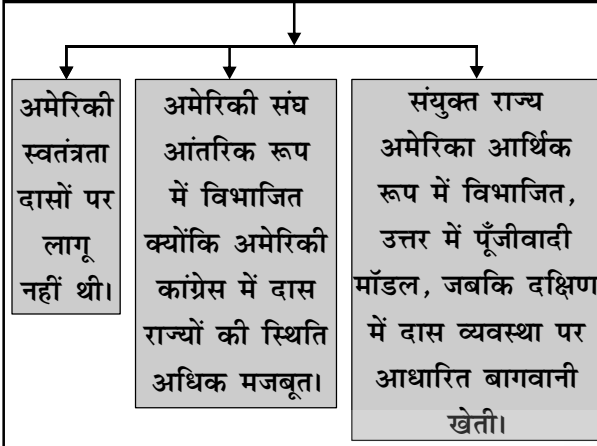 अमेरिकी
स्वतंत्रता
दासों पर
लागू
नहीं थी।
अमेरिकी संघ
आंतरिक रूप
में विभाजित
क्योंकि अमेरिकी
कांग्रेस में दास
राज्यों की स्थिति
अधिक मजबूत।
संयुक्त राज्य
अमेरिका आर्थिक
रूप में विभाजित,
उत्तर में पूँजीवादी
मॉडल, जबकि दक्षिण
में दास व्यवस्था पर
आधारित बागवानी
खेती।